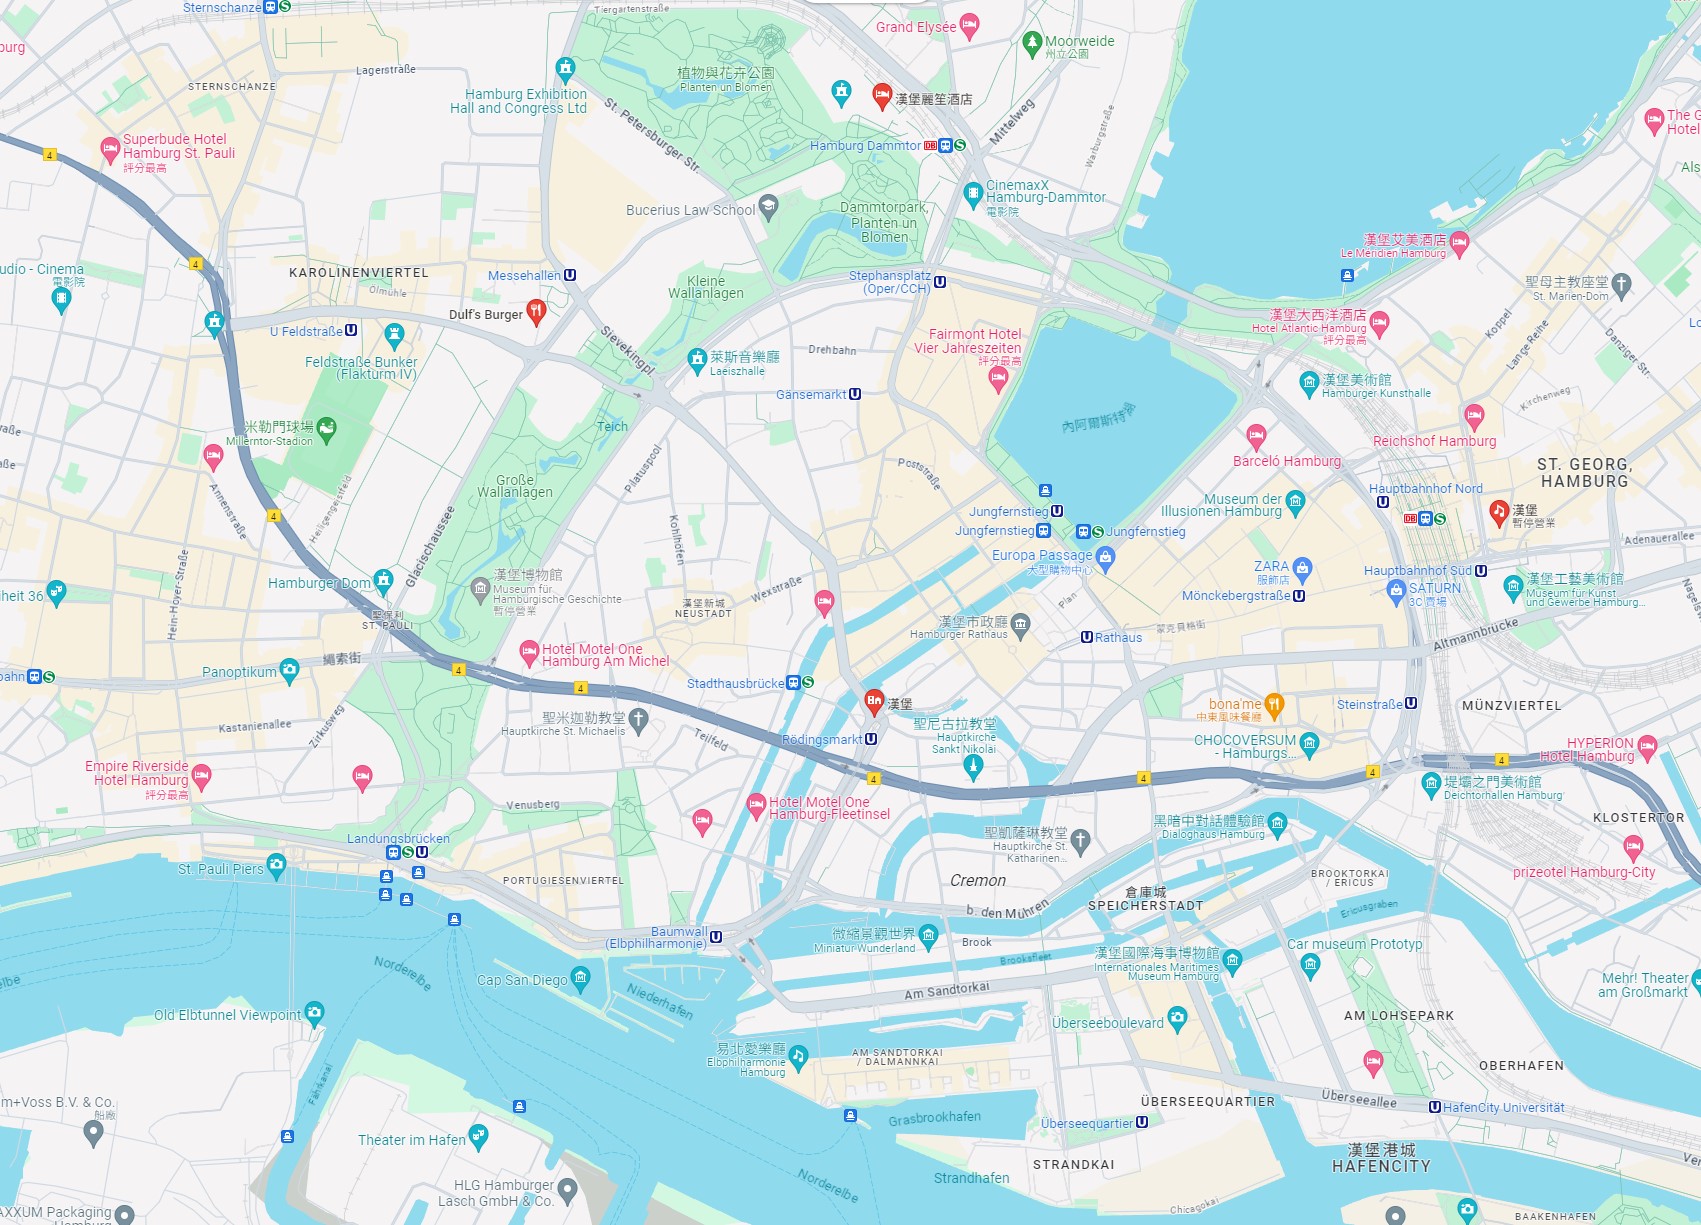 Sternschanze
Tiergartenstraße
Grand Elysée
Moorweide
州立公園
burg
Lagerstraße
STERNSCHANZE
植物與花卉公園
Planten un Blomen
Hamburg Exhibition
Hall and Congress Ltd
漢堡麗笙酒店
St. Petersburger Str.
Mittelweg
Warburgstraße
The G
Hotel
Superbude Hotel
Hamburg St. Pauli
評分最高
4
Hamburg Dammtor
DB
S
Als
CinemaxX
Hamburg-Dammtor
電影院
Bucerius Law School
Dammtorpark,
Planten un
Blomen
漢堡艾美酒店
Le Méridien Hamburg
4
udio - Cinema
電影院
KAROLINENVIERTEL
Olmühle
Messehallen
U
Kleine
Wallanlagen
Stephansplatz
(Oper/CCH)
U
聖母主教座堂
St. Marien-Dom
Dulf's Burger
U Feldstraße
U
漢堡大西洋酒店
Hotel Atlantic Hamburg
評分最高
Koppel
Lange Reihe
Danziger Str.
Feldstraße Bunker
(Flakturm IV)
Sievekingpl.
萊斯音樂廳
Laeiszhalle
Drehbahn
Fairmont Hotel
Vier Jahreszeiten
評分最高
Gänsemarkt
U
漢堡美術館
Hamburger Kunsthalle
Kirchenweg
內阿爾斯特湖
米勒門球場
Millerntor-Stadion
Teich
Reichshof Hamburg
Barceló Hamburg
Poststraße
Pilatuspool
ST. GEORG,
HAMBURG
Große
Wallanlagen
Annenstraße
Heiligengeistfeld
Glacischaussee
Kohlhöfen
4
Hauptbahnhof Nord
U
Museum der
Illusionen Hamburg
Jungfernstieg
U
Jungfernstieg
S
Jungfernstieg
DB
S
漢堡
暫停營業
Adenauerallee
Europa Passage
大型購物中心
ZARA
服飾店
Hauptbahnhof Süd
U
SATURN
3C 賣場
Mönckebergstraße
U
漢堡工藝美術館
Museum für Kunst
und Gewerbe Hamburg...
Nagels
Hein-Hoyer-Straße
Hamburger Dom
漢堡博物館
Museum für
Hamburgische Geschichte
暫停營業
heit 36
Wexstraße
漢堡新城
NEUSTADT
Plan
漢堡市政廳
Hamburger Rathaus
聖保利
ST. PAULI
U
Rathaus
蒙克貝格街
Altmannbrücke
Hotel Motel One
Hamburg Am Michel
繩索街
Panoptikum
4
4
bahn
S
Stadthausbrücke
S
漢堡
聖米迦勒教堂
Hauptkirche St. Michaelis
聖尼古拉教堂
Hauptkirche
Sankt Nikolai
bona'me
中東風味餐廳
Steinstraße
U
MÜNZVIERTEL
Kastanienallee
Zirkusweg
Teilfeld
Rödingsmarkt
U
CHOCOVERSUM
- Hamburgs...
HYPERION
Hotel Hamburg
4
4
4
4
Empire Riverside
Hotel Hamburg
評分最高
堤壩之門美術館
Deichtorhallen Hamburg
Venusberg
Hotel Motel One
Hamburg-Fleetinsel
聖凱薩琳教堂
Hauptkirche St.
Katharinen...
黑暗中對話體驗館
Dialoghaus Hamburg
KLOSTERTOR
Landungsbrücken
S
U
St. Pauli Piers
PORTUGIESENVIERTEL
Cremon
倉庫城
SPEICHERSTADT
BROOKTORKAI
/ ERICUS
prizeotel Hamburg-City
Ericusgraben
b. den Mühren
Baumwall
(Elbphilharmonie)
U
微縮景觀世界
Miniatur Wunderland
Brook
Brooksfleet
漢堡國際海事博物館
Internationales Maritimes
Museum Hamburg
Car museum Prototyp
Norderelbe
elbe
Cap San Diego
Niederhafen
Am Sandtorkai
Mehr! Theater
am Großmarkt
Old Elbtunnel Viewpoint
Überseeboulevard
AM LOHSEPARK
易北愛樂廳
Elbphilharmonie
Hamburg
AM SANDTORKAI
/ DALMANNKAI
OBERHAFEN
Fährkanal
m+Voss B.V. & Co.
船廠
Grasbrookhafen
Überseequartier
U
ÜBERSEEQUARTIER
Überseeallee
U
HafenCity Universität
Theater im Hafen
漢堡港城
HAFENCITY
STRANDKAI
Ver
HLG Hamburger
Lasch GmbH & Co.
Norderelbe
Strandhafen
Chicagokai
AXXUM Packaging
Hamburg
BAAKENHAFEN